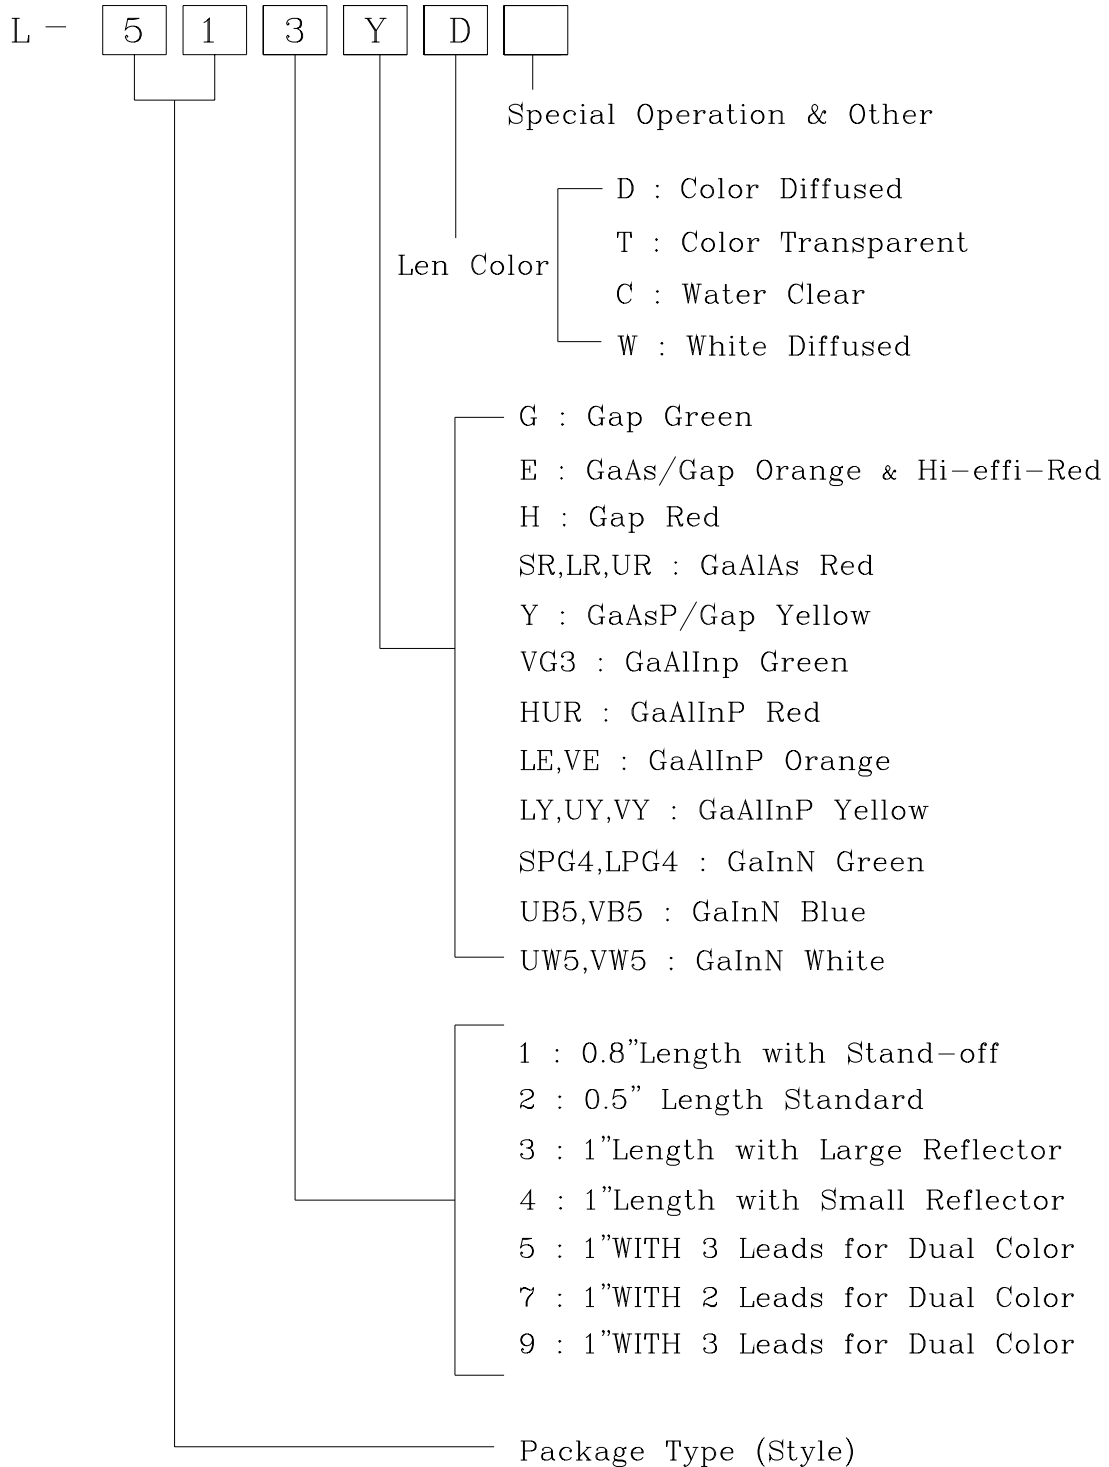 L - 5 1 3 Y D
Special Operation & Other
D : Color Diffused
T : Color Transparent
Len Color
C : Water Clear
W : White Diffused
G : Gap Green
E : GaAs/Gap Orange & Hi-effi-Red
H : Gap Red
SR,LR,UR : GaAlAs Red
Y : GaAsP/Gap Yellow
VG3 : GaAlInp Green
HUR : GaAlInP Red
LE,VE : GaAlInP Orange
LY,UY,VY : GaAlInP Yellow
SPG4,LPG4 : GaInN Green
UB5,VB5 : GaInN Blue
UW5,VW5 : GaInN White
1 : 0.8"Length with Stand-off
2 : 0.5" Length Standard
3 : 1"Length with Large Reflector
4 : 1"Length with Small Reflector
5 : 1"WITH 3 Leads for Dual Color
7 : 1"WITH 2 Leads for Dual Color
9 : 1"WITH 3 Leads for Dual Color
Package Type (Style)